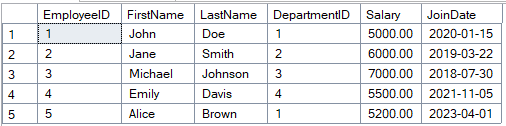 EmployeeID FirstName LastName DepartmentID Salary JoinDate
1 1 John Doe 1 5000.00 2020-01-15
2 2 Jane Smith 2 6000.00 2019-03-22
3 3 Michael Johnson 3 7000.00 2018-07-30
4 4 Emily Davis 4 5500.00 2021-11-05
5 5 Alice Brown 1 5200.00 2023-04-01